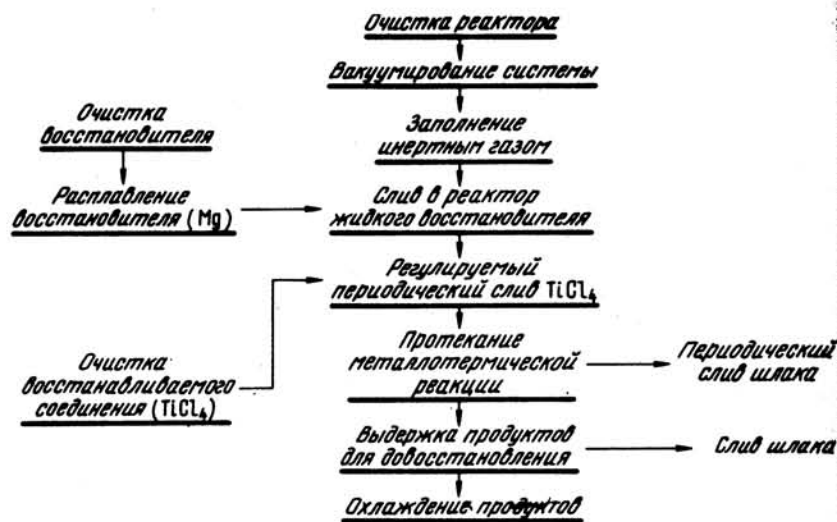 Очистка реактора
Вакуумирование системы
Очистка
восстановителя
Заполнение
инертным газом
Расплавление
восстановителя (Mg)
Слив в реактор
жидкого восстановителя
Регулируемый
периодический слив TiCl₄
Очистка
восстанавливаемого
соединения (TiCl₄)
Протекание
металлотермической
реакции
Периодический
слив шлака
Выдержка продуктов
для довосстановления
Слив шлака
Охлаждение продуктов